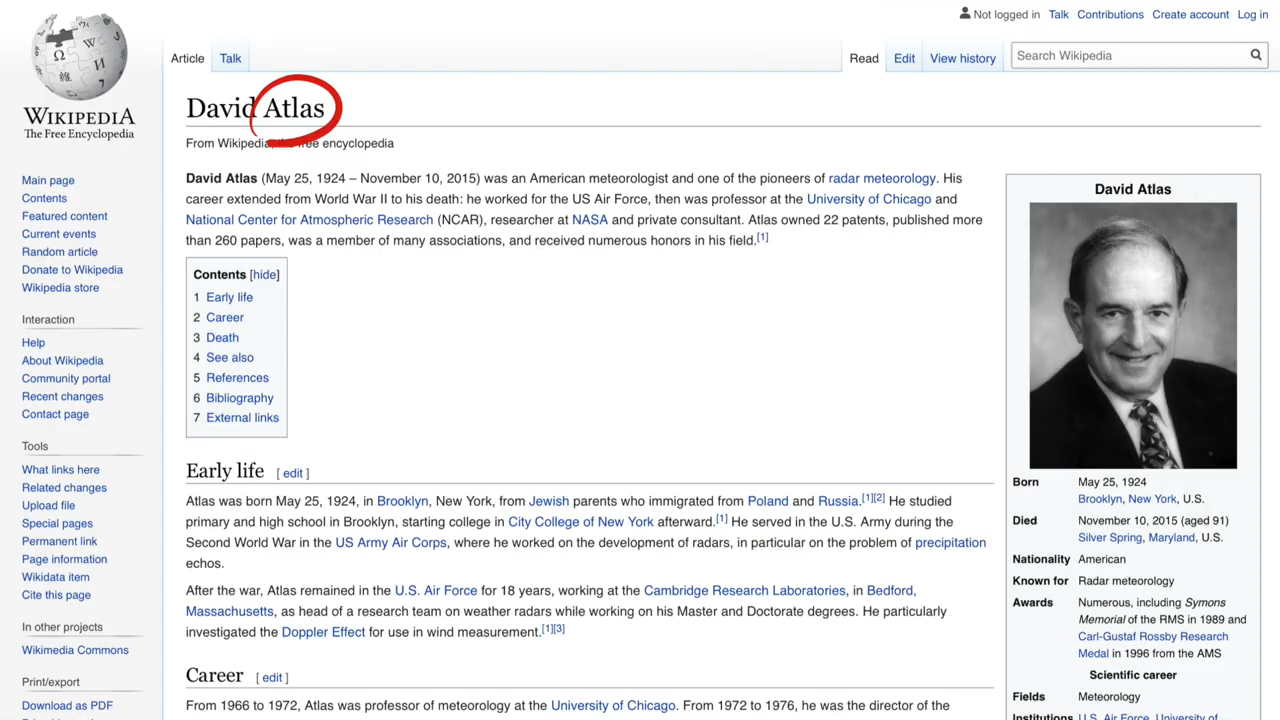 Not logged in Talk Contributions Create account Log in
Article Talk Read Edit View history Search Wikipedia
WIKIPEDIA
The Free Encyclopedia
Main page
Contents
Featured content
Current events
Random article
Donate to Wikipedia
Wikipedia store
Interaction
Help
About Wikipedia
Community portal
Recent changes
Contact page
Tools
What links here
Related changes
Upload file
Special pages
Permanent link
Page information
Wikidata item
Cite this page
In other projects
Wikimedia Commons
Print/export
Download as PDF
David Atlas
From Wikipedia, the free encyclopedia
David Atlas (May 25, 1924 – November 10, 2015) was an American meteorologist and one of the pioneers of radar meteorology. His
career extended from World War II to his death: he worked for the US Air Force, then was professor at the University of Chicago and
National Center for Atmospheric Research (NCAR), researcher at NASA and private consultant. Atlas owned 22 patents, published more
than 260 papers, was a member of many associations, and received numerous honors in his field.[1]
Contents [hide]
1 Early life
2 Career
3 Death
4 See also
5 References
6 Bibliography
7 External links
Early life [ edit ]
Atlas was born May 25, 1924, in Brooklyn, New York, from Jewish parents who immigrated from Poland and Russia.[1][2] He studied
primary and high school in Brooklyn, starting college in City College of New York afterward.[1] He served in the U.S. Army during the
Second World War in the US Army Air Corps, where he worked on the development of radars, in particular on the problem of precipitation
echos.
After the war, Atlas remained in the U.S. Air Force for 18 years, working at the Cambridge Research Laboratories, in Bedford,
Massachusetts, as head of a research team on weather radars while working on his Master and Doctorate degrees. He particularly
investigated the Doppler Effect for use in wind measurement.[1][3]
Career [ edit ]
From 1966 to 1972, Atlas was professor of meteorology at the University of Chicago. From 1972 to 1976, he was the director of the
David Atlas
Born May 25, 1924
Brooklyn, New York, U.S.
Died November 10, 2015 (aged 91)
Silver Spring, Maryland, U.S.
Nationality American
Known for Radar meteorology
Awards Numerous, including Symons
Memorial of the RMS in 1989 and
Carl-Gustaf Rossby Research
Medal in 1996 from the AMS
Scientific career
Fields Meteorology
Institutions U.S. Air Force, University of